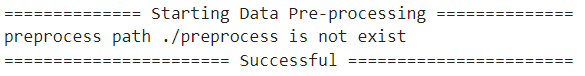 ============== Starting Data Pre-processing ==============
preprocess path ./preprocess is not exist
======================= Successful =======================